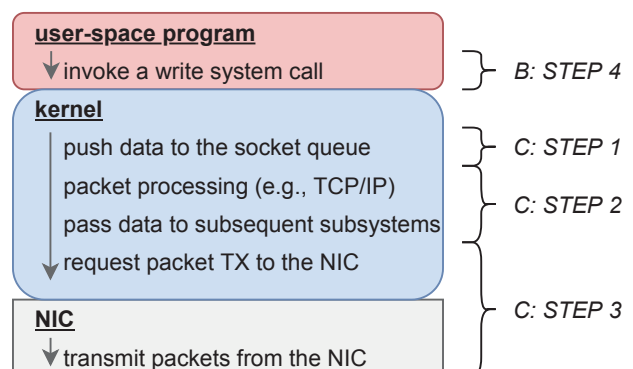 user-space program
invoke a write system call
B: STEP 4
kernel
push data to the socket queue
C: STEP 1
packet processing (e.g., TCP/IP)
C: STEP 2
pass data to subsequent subsystems
request packet TX to the NIC
C: STEP 3
NIC
transmit packets from the NIC